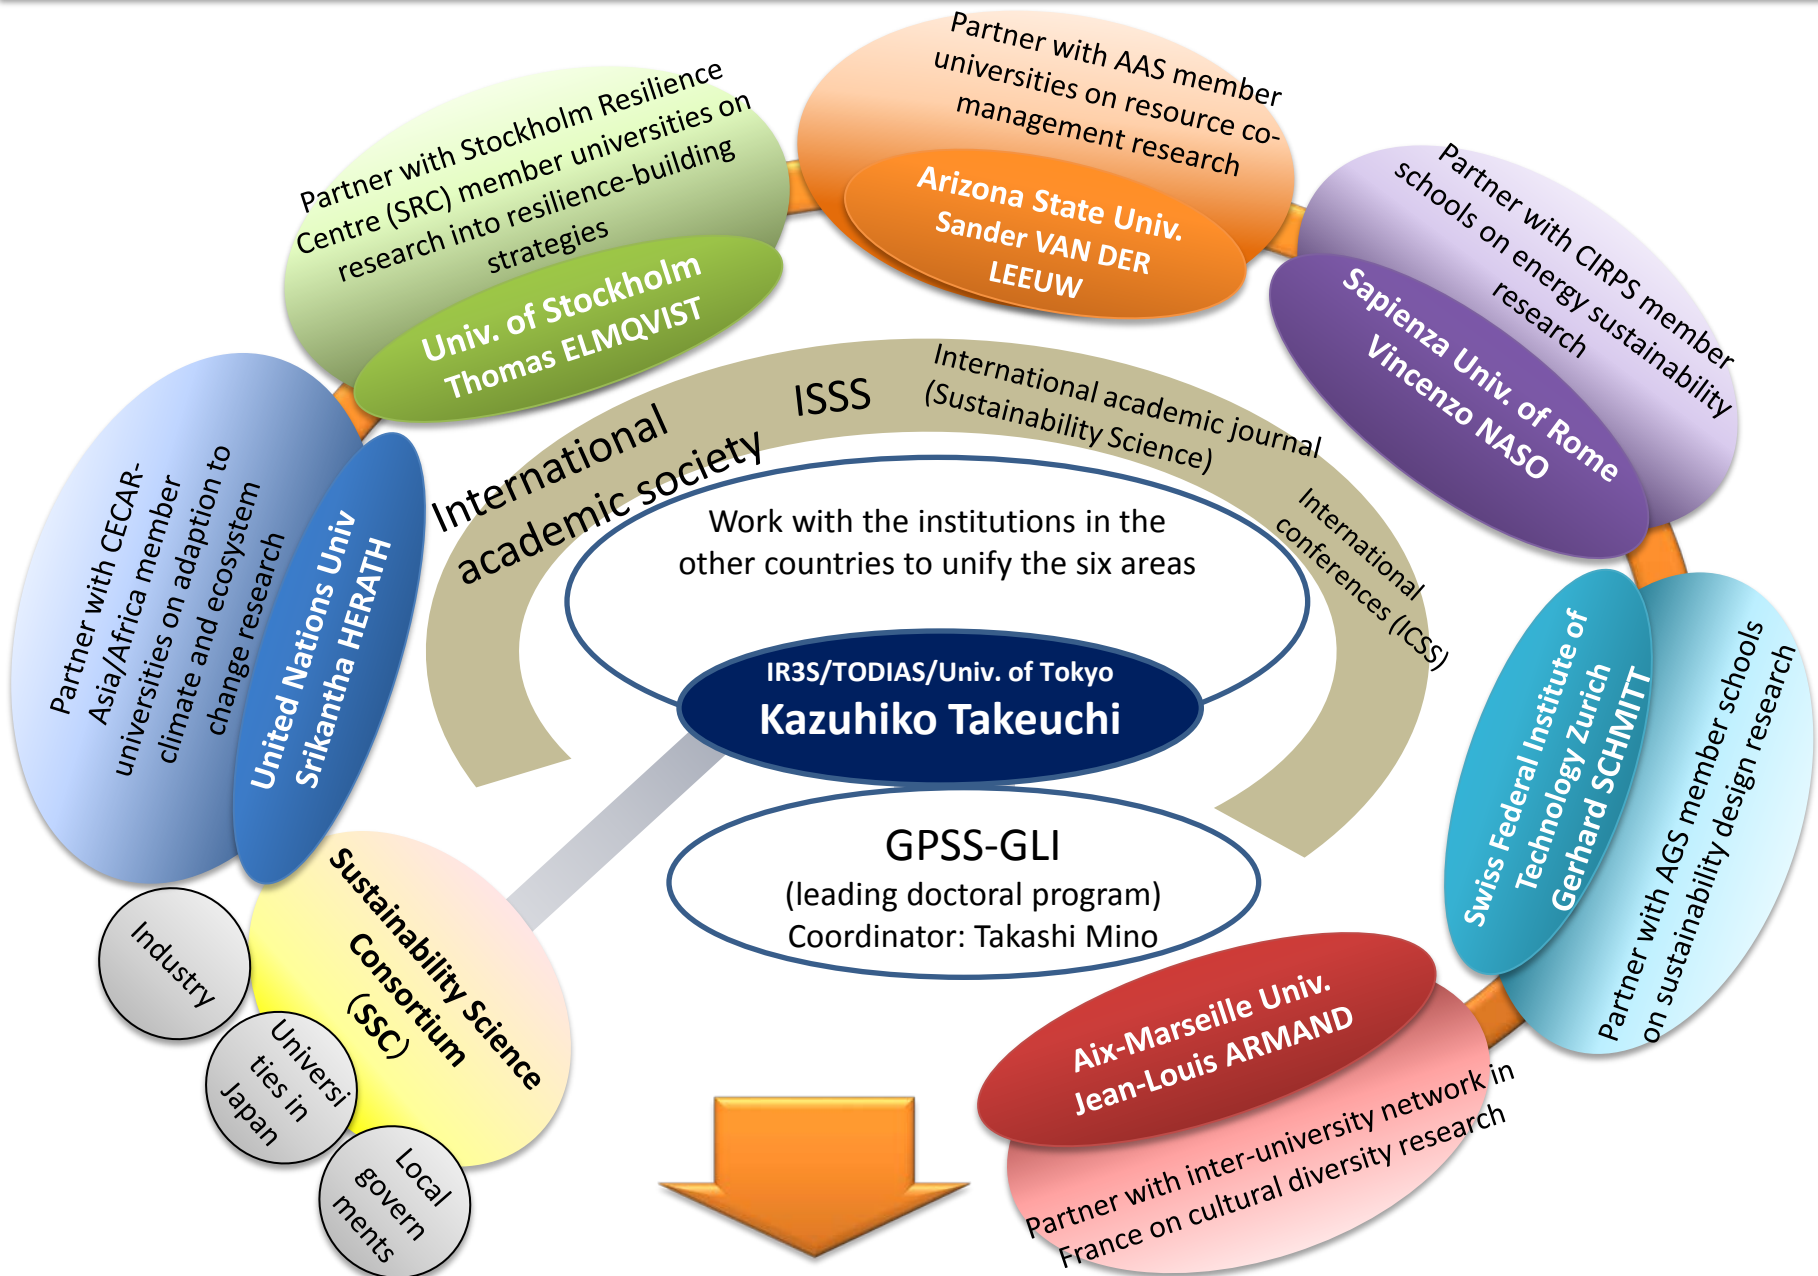 Partner with AAS member
universities on resource co-
management research
Arizona State Univ.
Sander VAN DER
LEEUW
Partner with Stockholm Resilience
Centre (SRC) member universities on
research into resilience-building
strategies
Univ. of Stockholm
Thomas ELMQVIST
Partner with CIRPS member
schools on energy sustainability
research
Sapienza Univ. of Rome
Vincenzo NASO
Partner with CECAR-
Asia/Africa member
universities on adaption to
climate and ecosystem
change research
United Nations Univ
Srikantha HERATH
International
academic society
ISSS
International academic journal
(Sustainability Science)
International
conferences (ICSS)
Work with the institutions in the
other countries to unify the six areas
IR3S/TODIAS/Univ. of Tokyo
Kazuhiko Takeuchi
GPSS-GLI
(leading doctoral program)
Coordinator: Takashi Mino
Swiss Federal Institute of
Technology Zurich
Gerhard SCHMITT
Partner with AGS member schools
on sustainability design research
Sustainability Science
Consortium
(SSC)
Industry
Universi
ties in
Japan
Local
govern
ments
Aix-Marseille Univ.
Jean-Louis ARMAND
Partner with inter-university network in
France on cultural diversity research